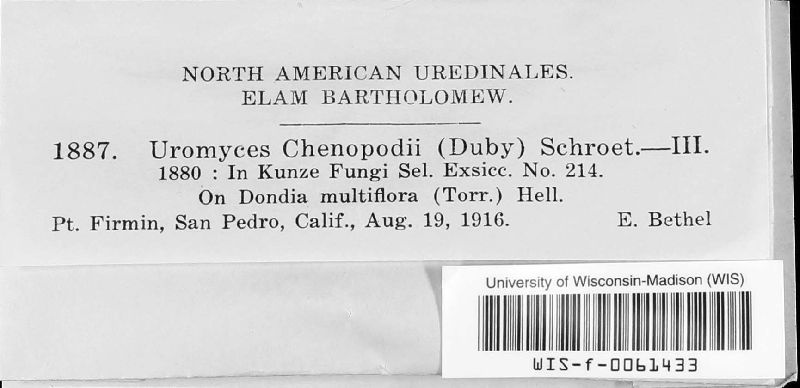 NORTH AMERICAN UREDINALES.
ELAM BARTHOLOMEW.
1887. Uromyces Chenopodii (Duby) Schroet.—III.
1880 : In Kunze Fungi Sel. Exsicc. No. 214.
On Dondia multiflora (Torr.) Hell.
Pt. Firmin, San Pedro, Calif., Aug. 19, 1916. E. Bethel
University of Wisconsin-Madison (WIS)
WIS-f-0061433